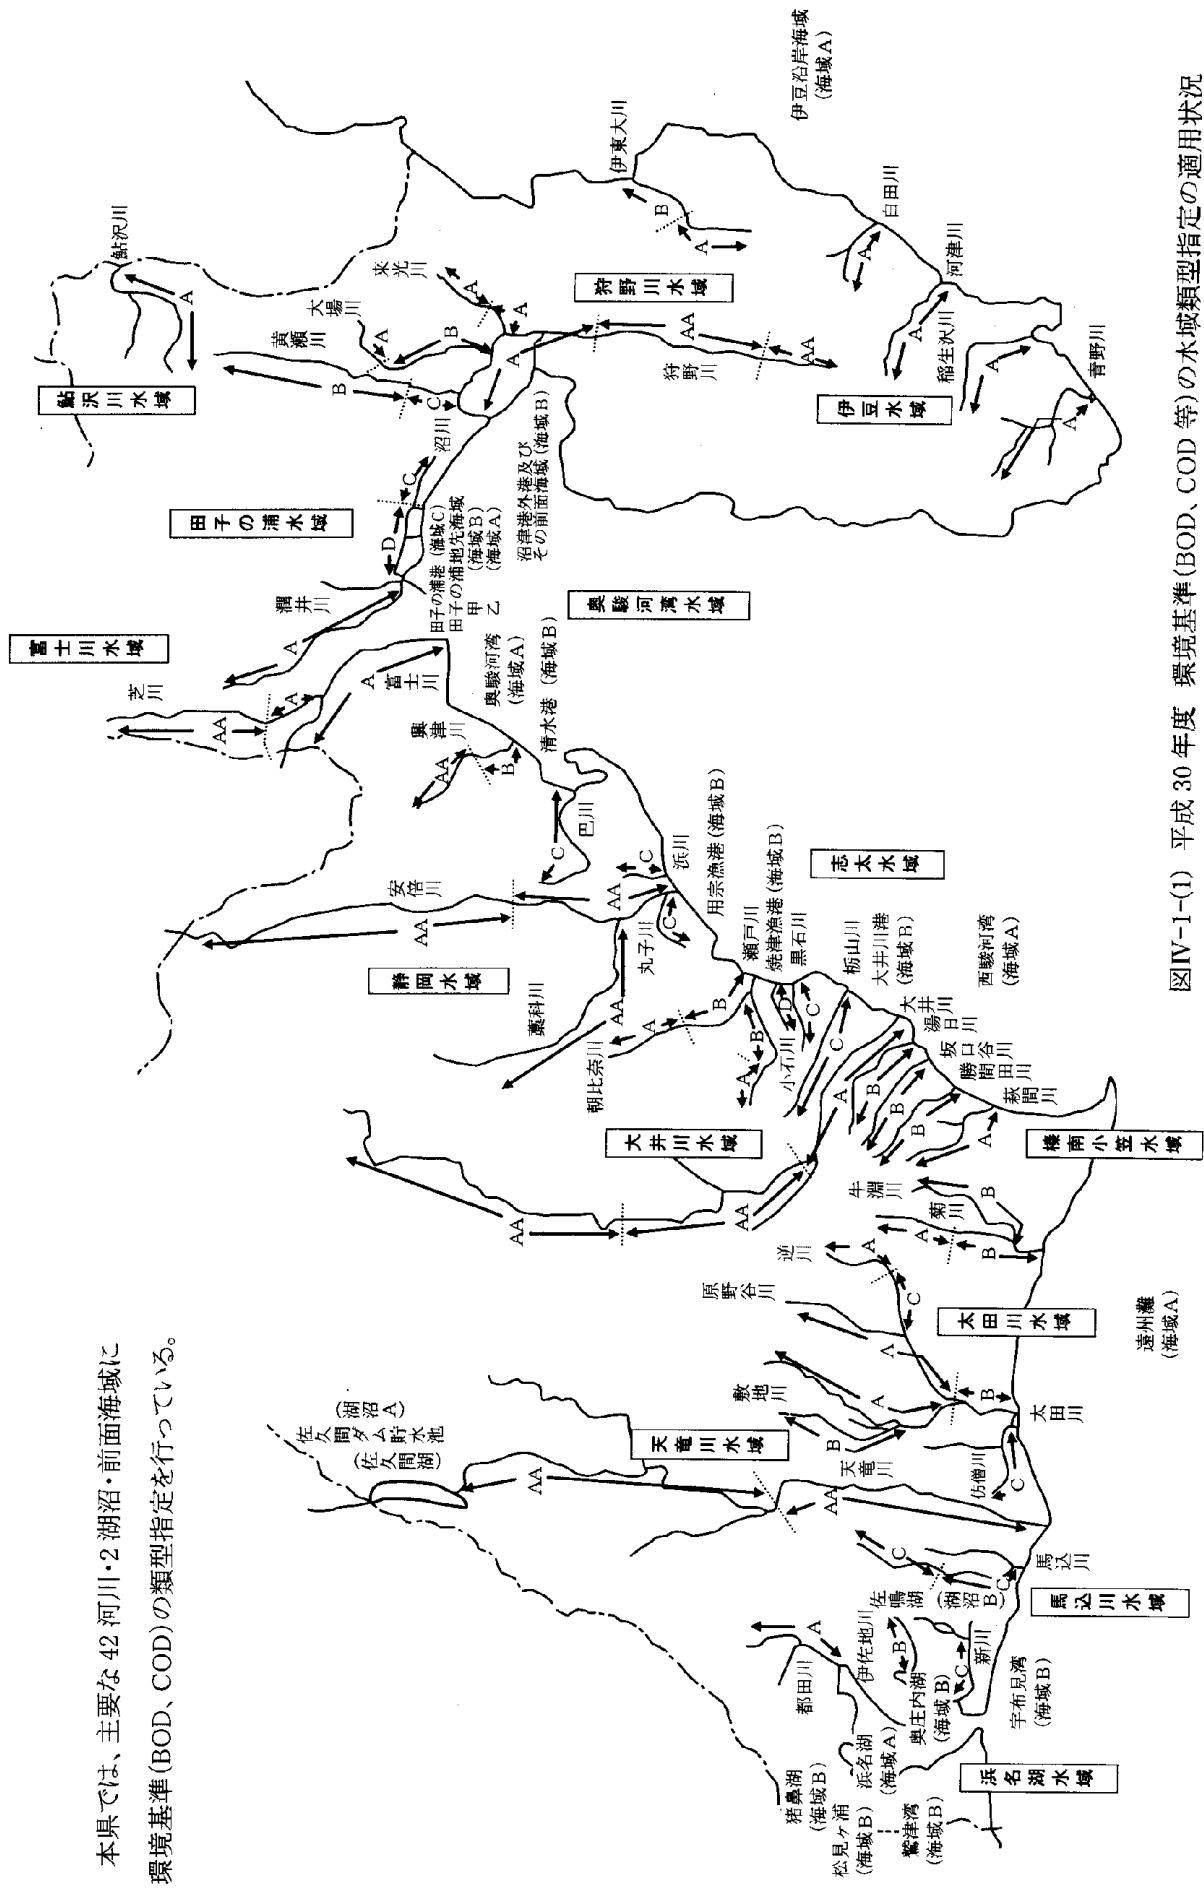 本県では、主要な42河川・2湖沼・前面海域に
環境基準(BOD、COD)の類型指定を行っている。
浜名湖水域
猪鼻湖
(海域B)
松見ヶ浦
(海域B)
鷲津湾
(海域B)
浜名湖
(海域A)
奥庄内湖
(海域B)
宇布見湾
(海域B)
都田川
A
伊佐地川
B
新川
C
佐鳴湖
(湖沼B)
馬込川水域
馬込川
C
C
天竜川水域
佐久間ダム貯水池
(佐久間湖)
(湖沼A)
天竜川
AA
AA
太田川水域
仿僧川
C
太田川
敷地川
B
A
B
原野谷川
A
逆川
A
C
遠州灘
(海域A)
榛南小笠水域
菊川
A
B
牛淵川
B
萩間川
A
勝間田川
B
坂口谷川
B
湯日川
B
大井川水域
大井川
AA
AA
A
西駿河湾
(海域A)
志太水域
大井川港
(海域B)
栃山川
C
黒石川
C
小石川
D
焼津漁港(海域B)
瀬戸川
A
B
朝比奈川
A
B
用宗漁港(海域B)
静岡水域
藁科川
AA
安倍川
AA
AA
丸子川
C
浜川
C
巴川
C
清水港(海域B)
興津川
AA
B
奥駿河湾
(海域A)
奥駿河湾水域
富士川水域
芝川
AA
A
富士川
A
田子の浦水域
潤井川
A
沼川
D
C
田子の浦港(海域C)
田子の浦地先海域
甲 (海域B)
乙 (海域A)
沼津港外港及び
その前面海域(海域B)
狩野川水域
黄瀬川
B
C
大場川
A
B
来光川
A
A
狩野川
A
AA
AA
鮎沢川水域
鮎沢川
A
伊豆水域
伊東大川
A
B
白田川
A
河津川
A
稲生沢川
A
青野川
A
伊豆沿岸海域
(海域A)
図Ⅳ-1-(1) 平成30年度 環境基準(BOD、COD等)の水域類型指定の適用状況